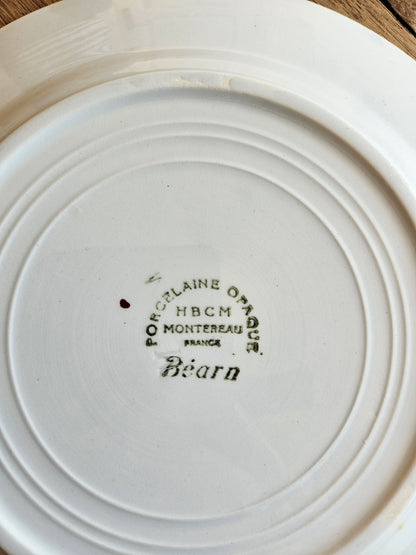 PORCELAINE OPAQUE
HBCM
MONTEREAU
FRANCE
Béarn